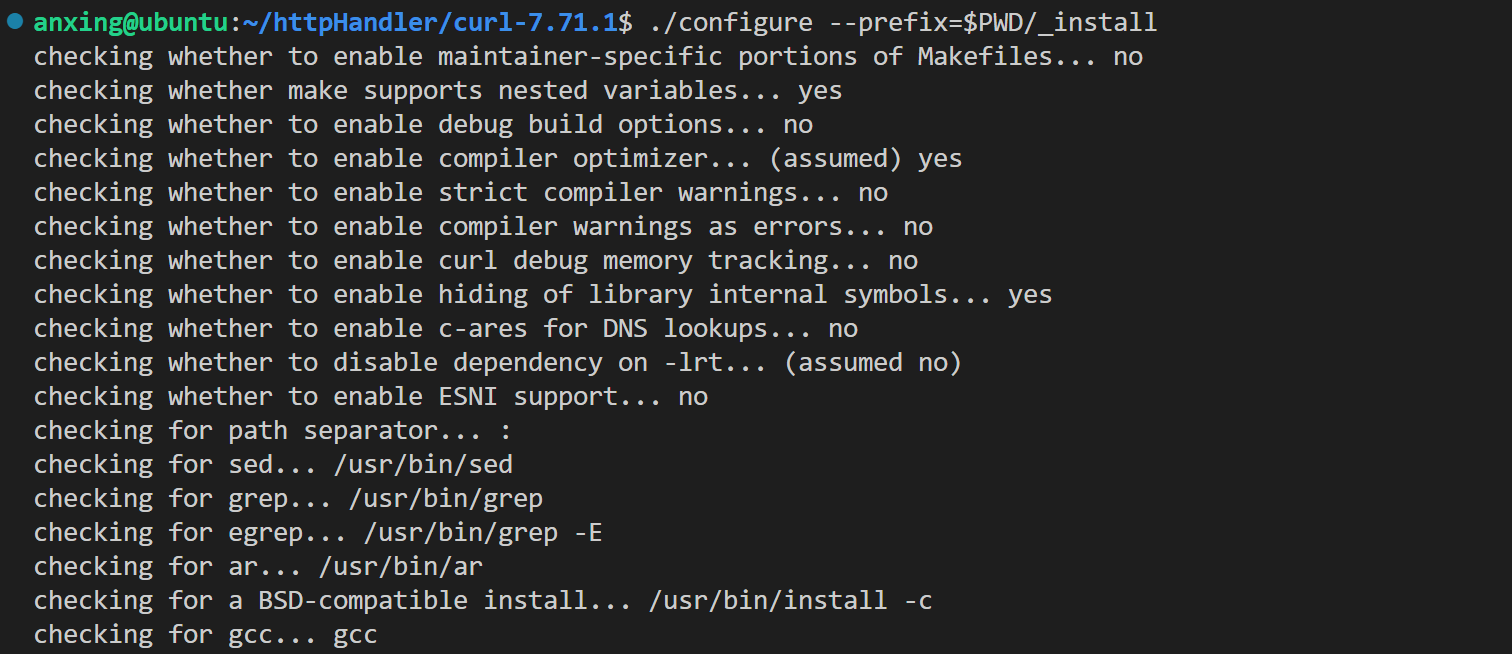 anxing@ubuntu:~/httpHandler/curl-7.71.1$ ./configure --prefix=$PWD/_install
checking whether to enable maintainer-specific portions of Makefiles... no
checking whether make supports nested variables... yes
checking whether to enable debug build options... no
checking whether to enable compiler optimizer... (assumed) yes
checking whether to enable strict compiler warnings... no
checking whether to enable compiler warnings as errors... no
checking whether to enable curl debug memory tracking... no
checking whether to enable hiding of library internal symbols... yes
checking whether to enable c-ares for DNS lookups... no
checking whether to disable dependency on -lrt... (assumed no)
checking whether to enable ESNI support... no
checking for path separator... :
checking for sed... /usr/bin/sed
checking for grep... /usr/bin/grep
checking for egrep... /usr/bin/grep -E
checking for ar... /usr/bin/ar
checking for a BSD-compatible install... /usr/bin/install -c
checking for gcc... gcc